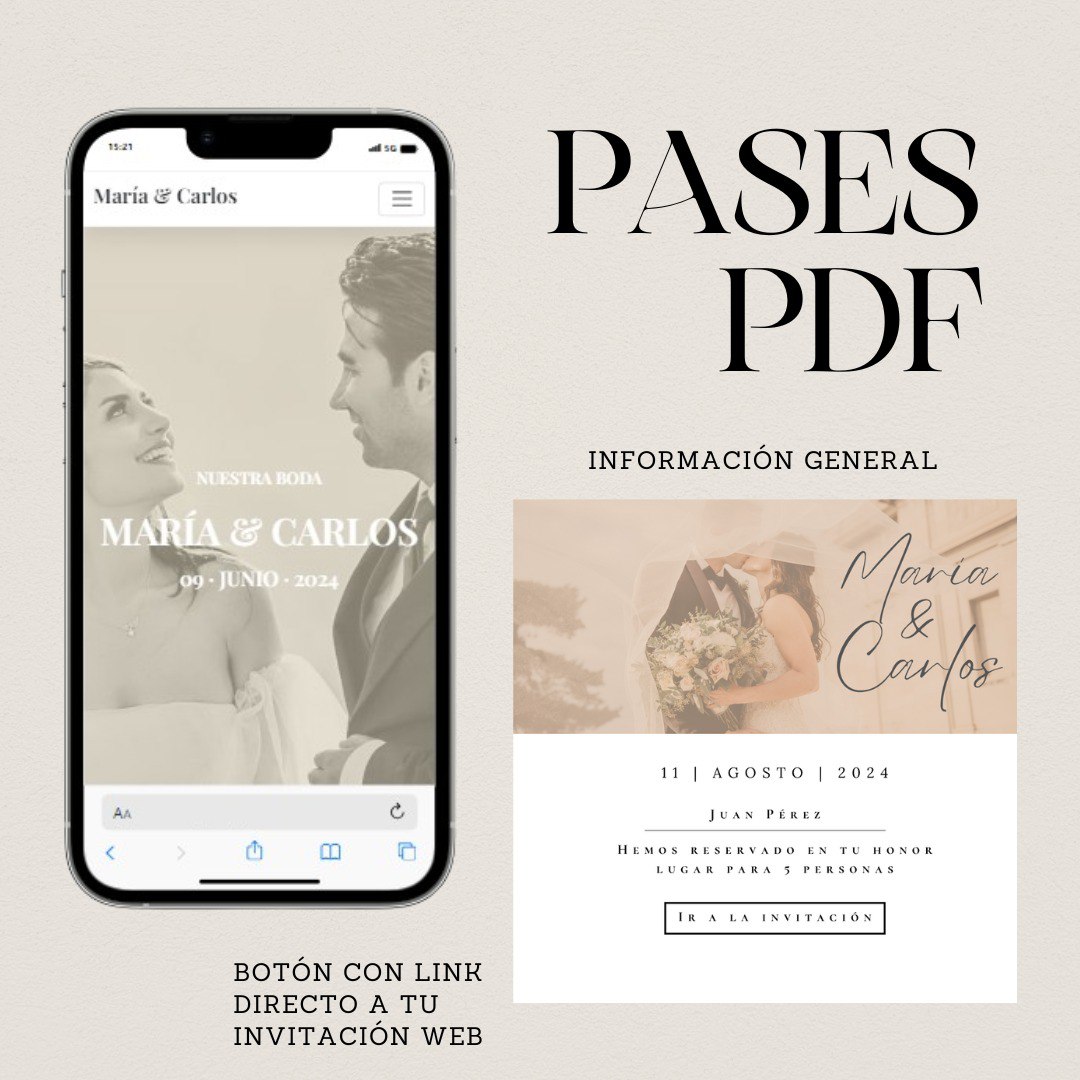 15:21
5G
María & Carlos
NUESTRA BODA
MARÍA & CARLOS
09 · JUNIO · 2024
AA
PASES
PDF
INFORMACIÓN GENERAL
María
&
Carlos
11 | AGOSTO | 2024
Juan Pérez
Hemos reservado en tu honor
lugar para 5 personas
Ir a la invitación
BOTÓN CON LINK
DIRECTO A TU
INVITACIÓN WEB